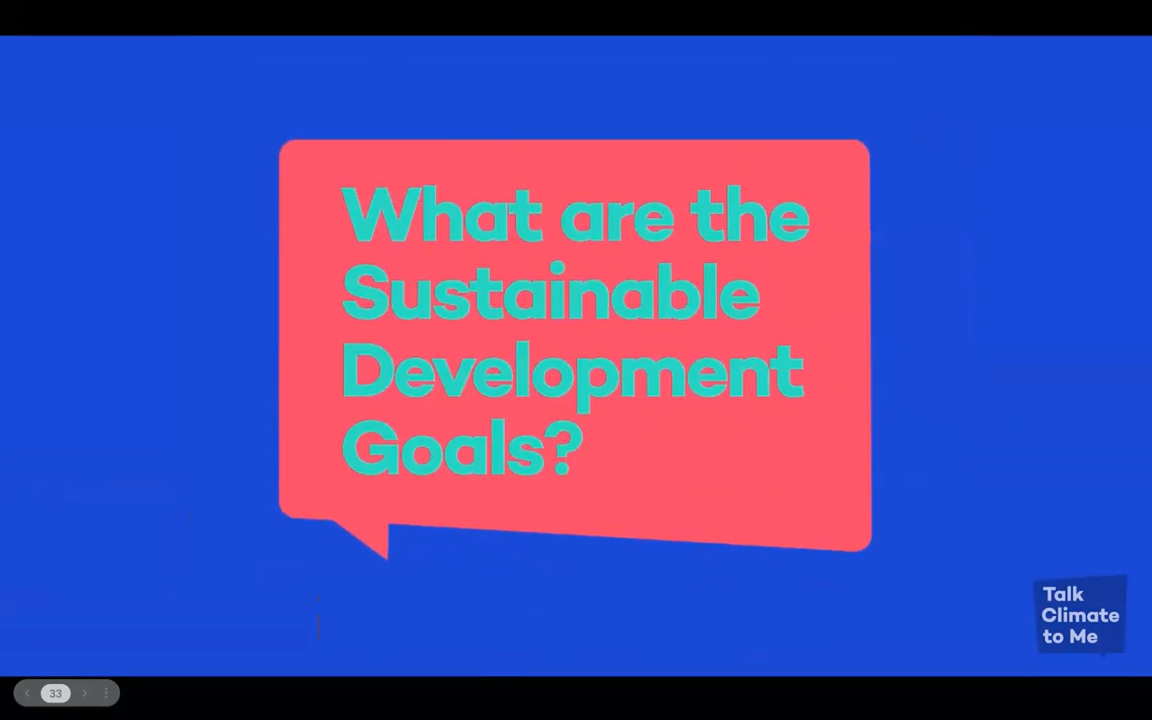 What are the
Sustainable
Development
Goals?
Talk
Climate
to Me
33